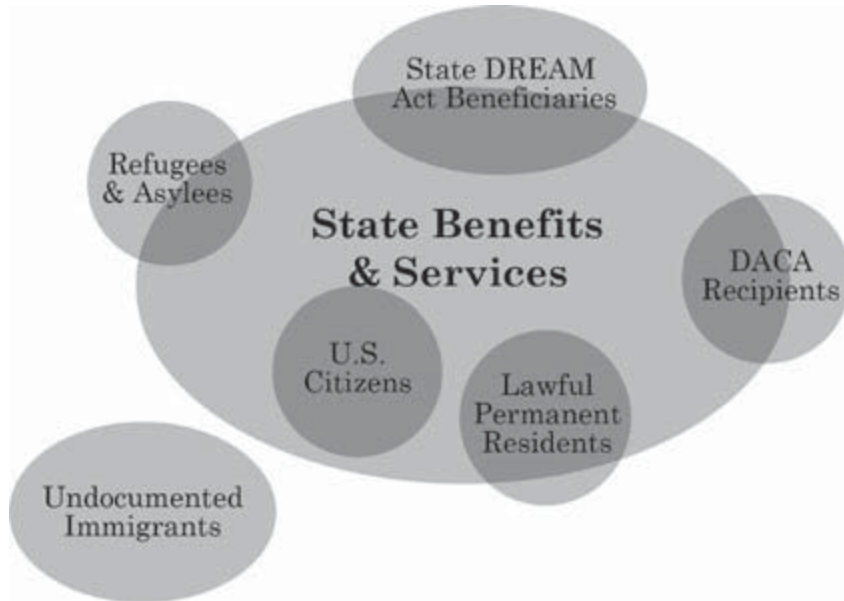 State DREAM
Act Beneficiaries
Refugees
& Asylees
State Benefits
& Services
DACA
Recipients
U.S.
Citizens
Lawful
Permanent
Residents
Undocumented
Immigrants